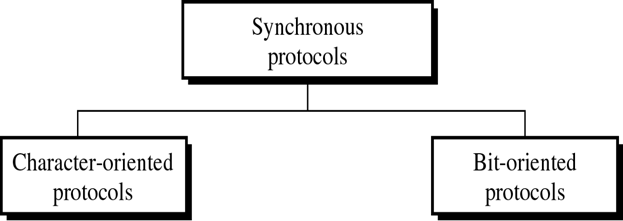 Synchronous
protocols
Character-oriented
protocols
Bit-oriented
protocols